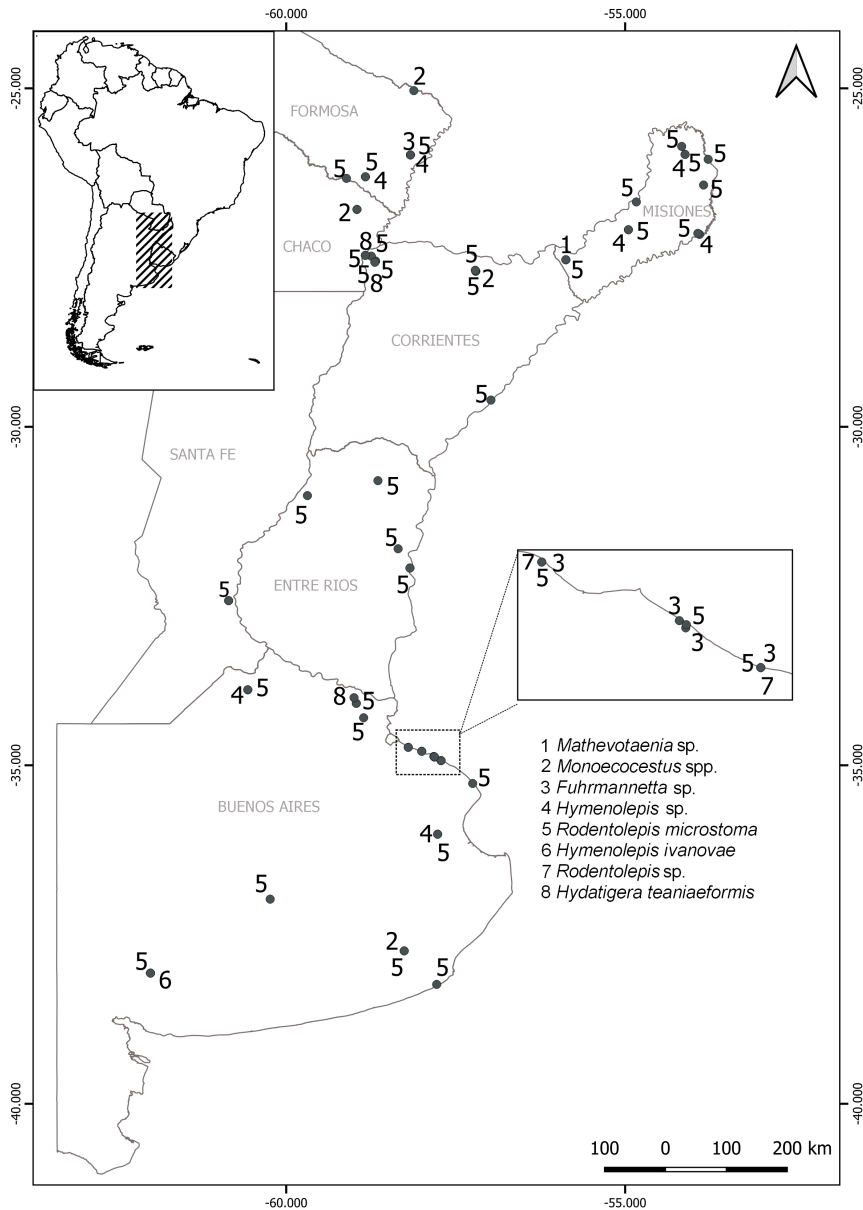 -60.000 -55.000
-25.000 -25.000
2
FORMOSA
3 5
4
5 5
4
2
5
4 5 5
5
5
MISIONES
4 5
5 4
CHACO
8 5
5
5 5
8
5
5 2
1
5
CORRIENTES
5
-30.000 -30.000
SANTA FE
5
5
5
5
ENTRE RIOS
5
7 3
5
3 5
3
5 3
7
4 5
8 5
5
-35.000 -35.000
5
BUENOS AIRES
4
5
5
2
5
5
5
6
1 Mathevotaenia sp.
2 Monoecocestus spp.
3 Fuhrmannetta sp.
4 Hymenolepis sp.
5 Rodentolepis microstoma
6 Hymenolepis ivanovae
7 Rodentolepis sp.
8 Hydatigera teaniaeformis
-40.000 -40.000
100 0 100 200 km
-60.000 -55.000